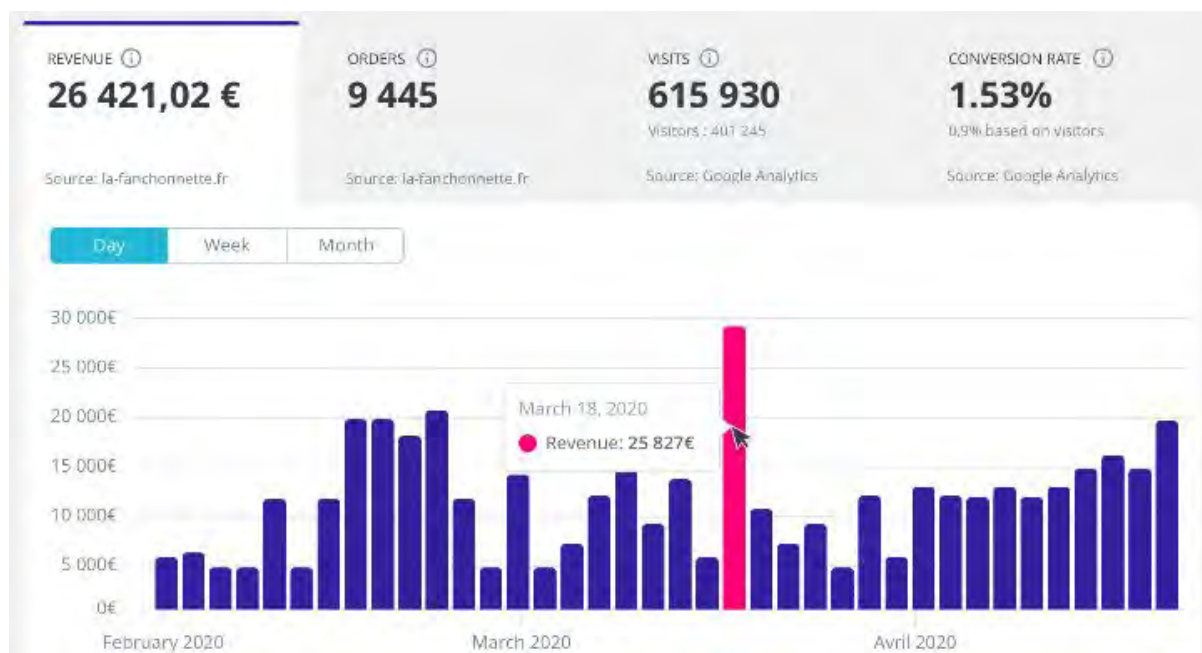 REVENUE
26 421,02 €
Source: la-fanchonnette.fr
ORDERS
9 445
Source: la-fanchonnette.fr
VISITS
615 930
Visitors : 401 245
Source: Google Analytics
CONVERSION RATE
1.53%
0,9% based on visitors
Source: Google Analytics
Day Week Month
30 000€
25 000€
20 000€
15 000€
10 000€
5 000€
0€
March 18, 2020
Revenue: 25 827€
February 2020 March 2020 Avril 2020